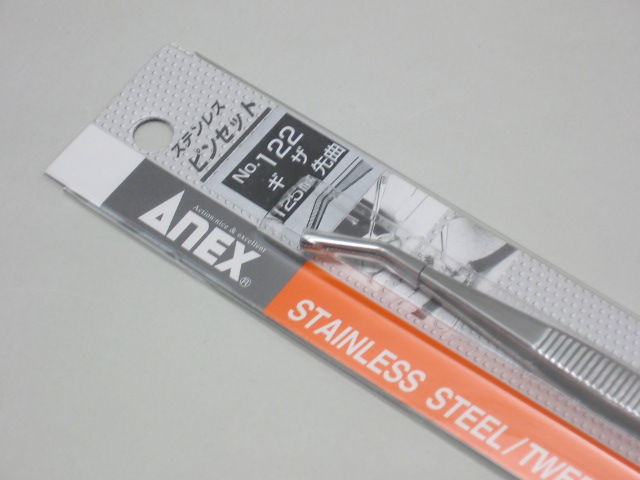 ステンレス
ピンセット
No.122
ギザ
125㎜ 先曲
Action:nice & excellent
ANEX®
STAINLESS STEEL/TWE